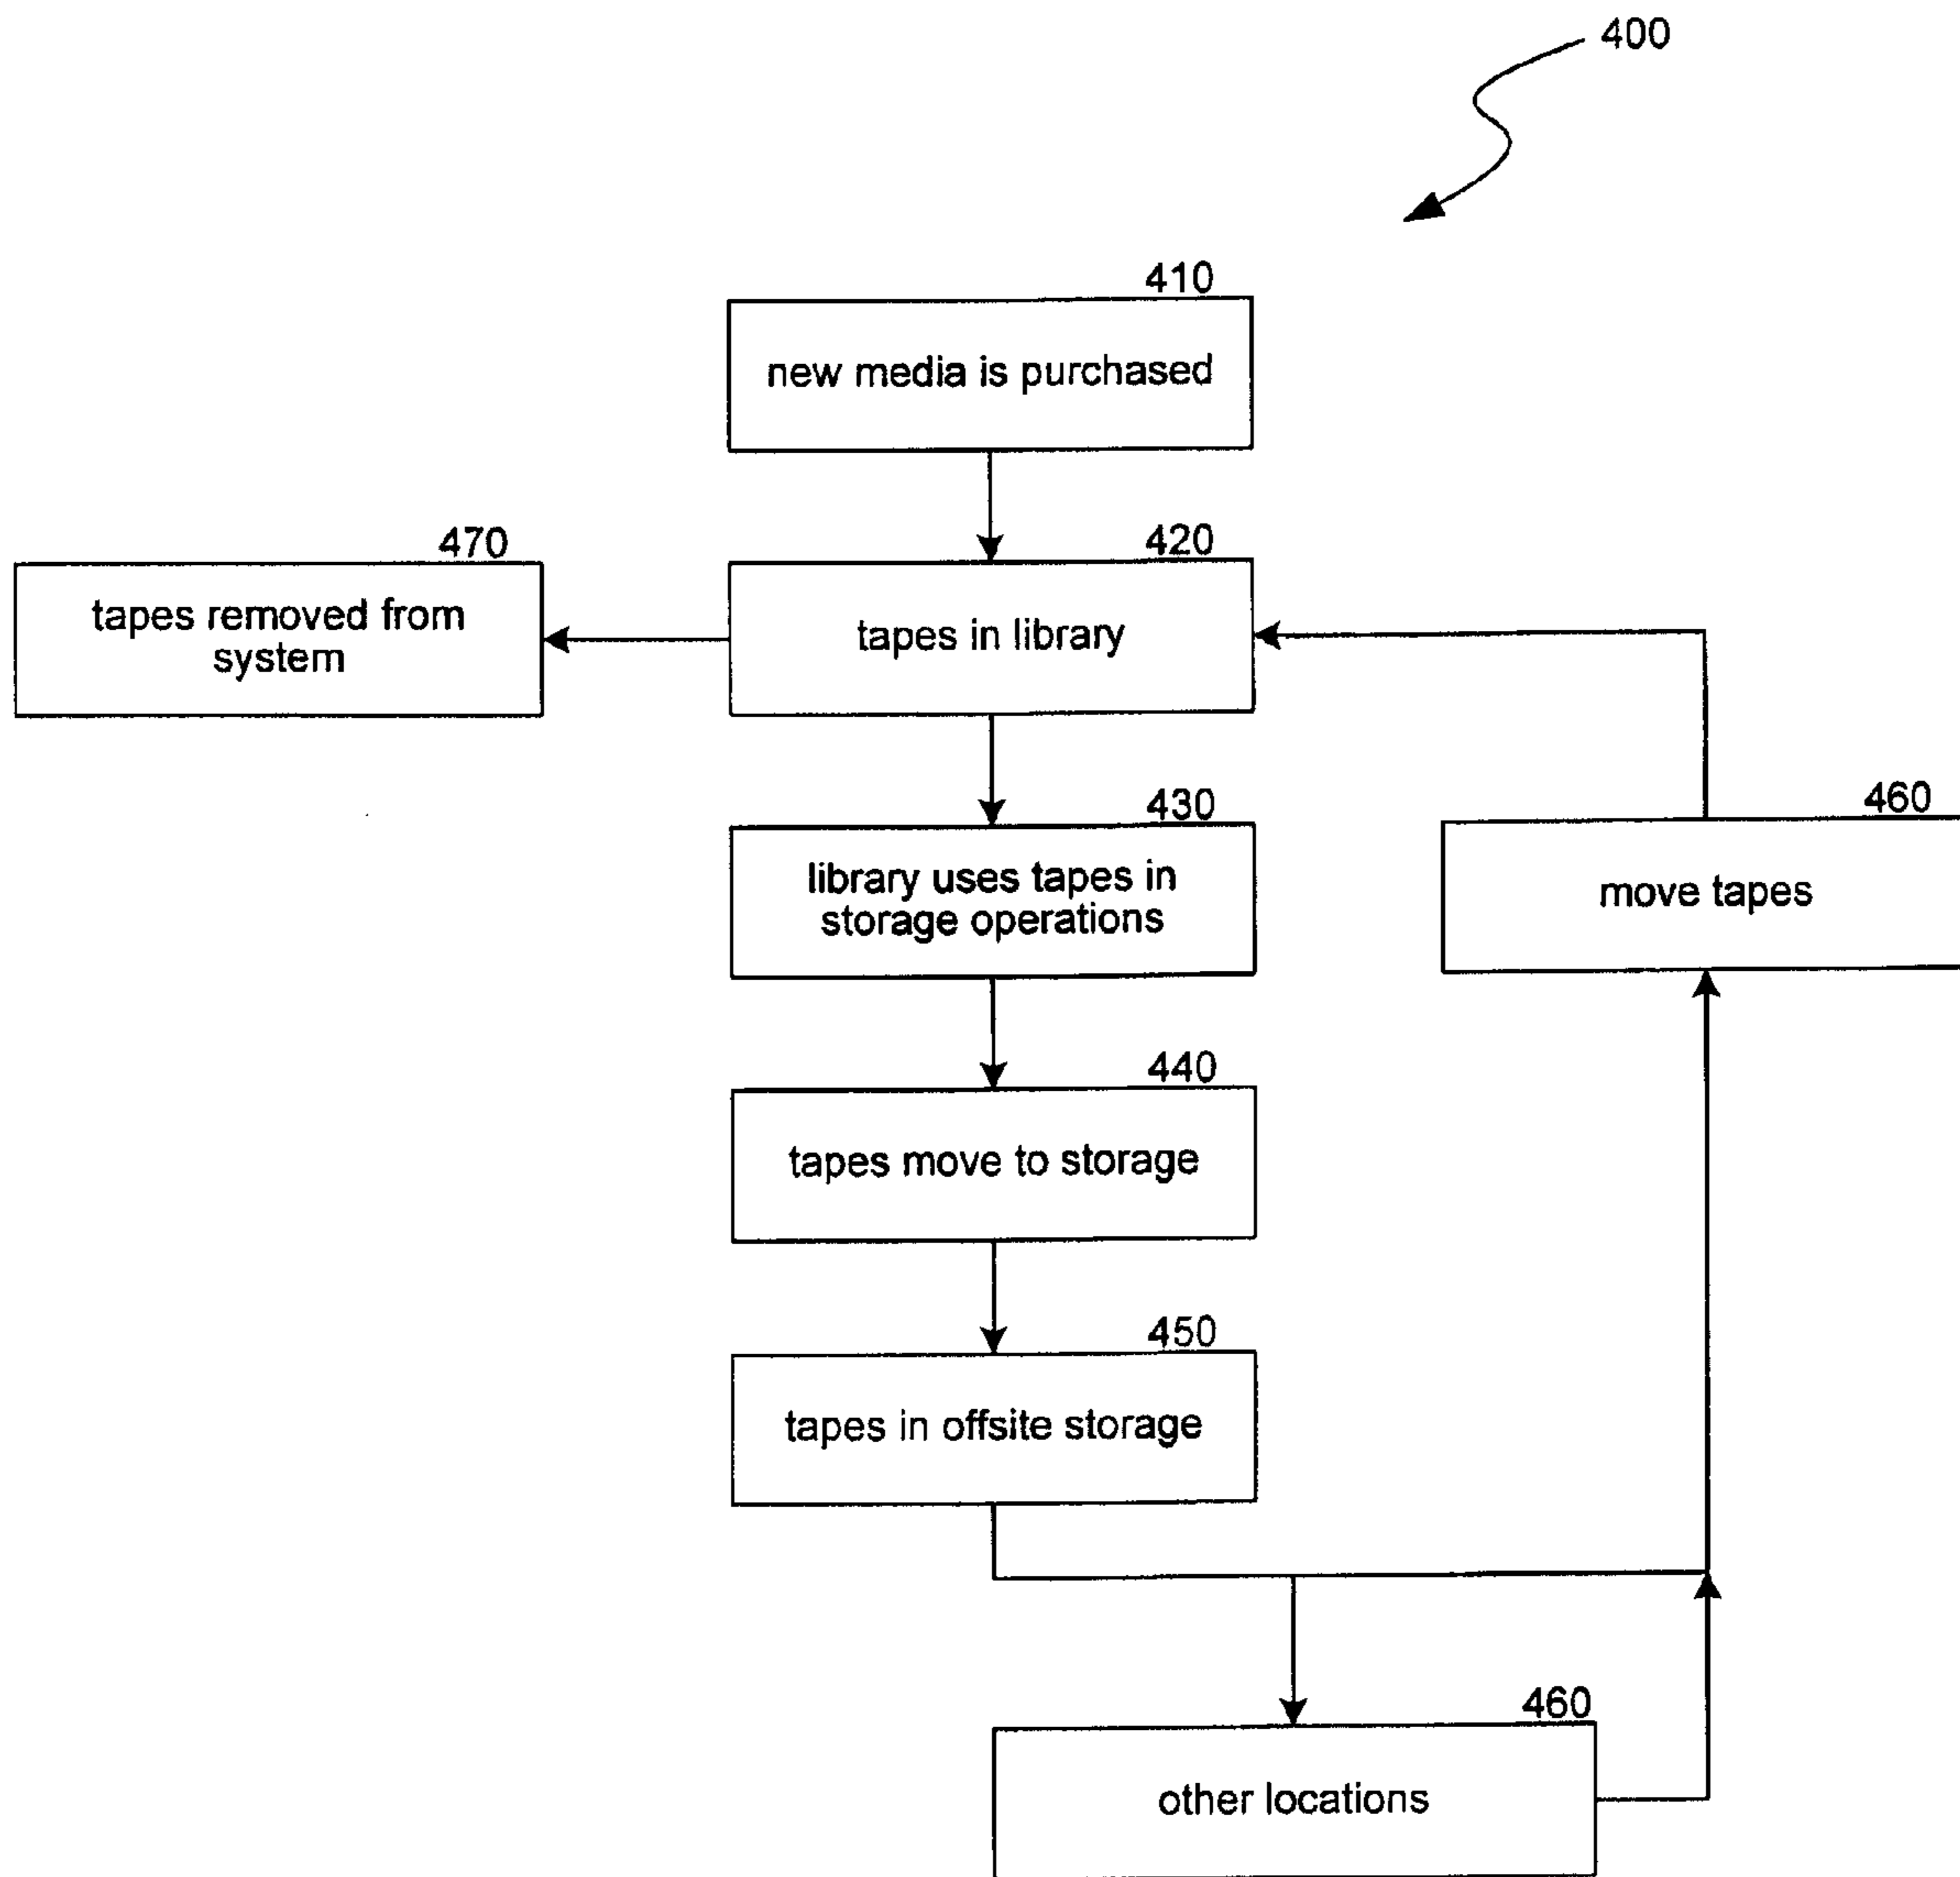 400
410
new media is purchased
470
tapes removed from
system
420
tapes in library
430
library uses tapes in
storage operations
460
move tapes
440
tapes move to storage
450
tapes in offsite storage
460
other locations